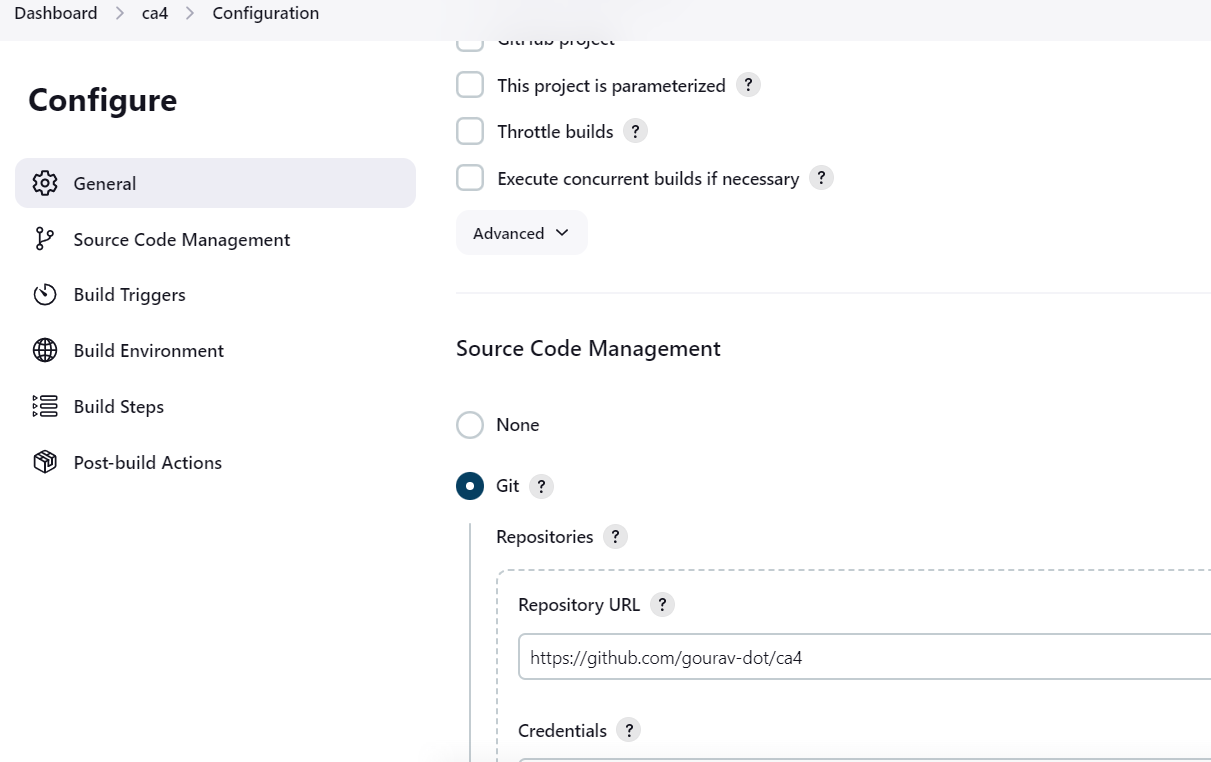 Dashboard > ca4 > Configuration
Configure
General
Source Code Management
Build Triggers
Build Environment
Build Steps
Post-build Actions
GitHub project
This project is parameterized ?
Throttle builds ?
Execute concurrent builds if necessary ?
Advanced
Source Code Management
None
Git ?
Repositories ?
Repository URL ?
https://github.com/gourav-dot/ca4
Credentials ?